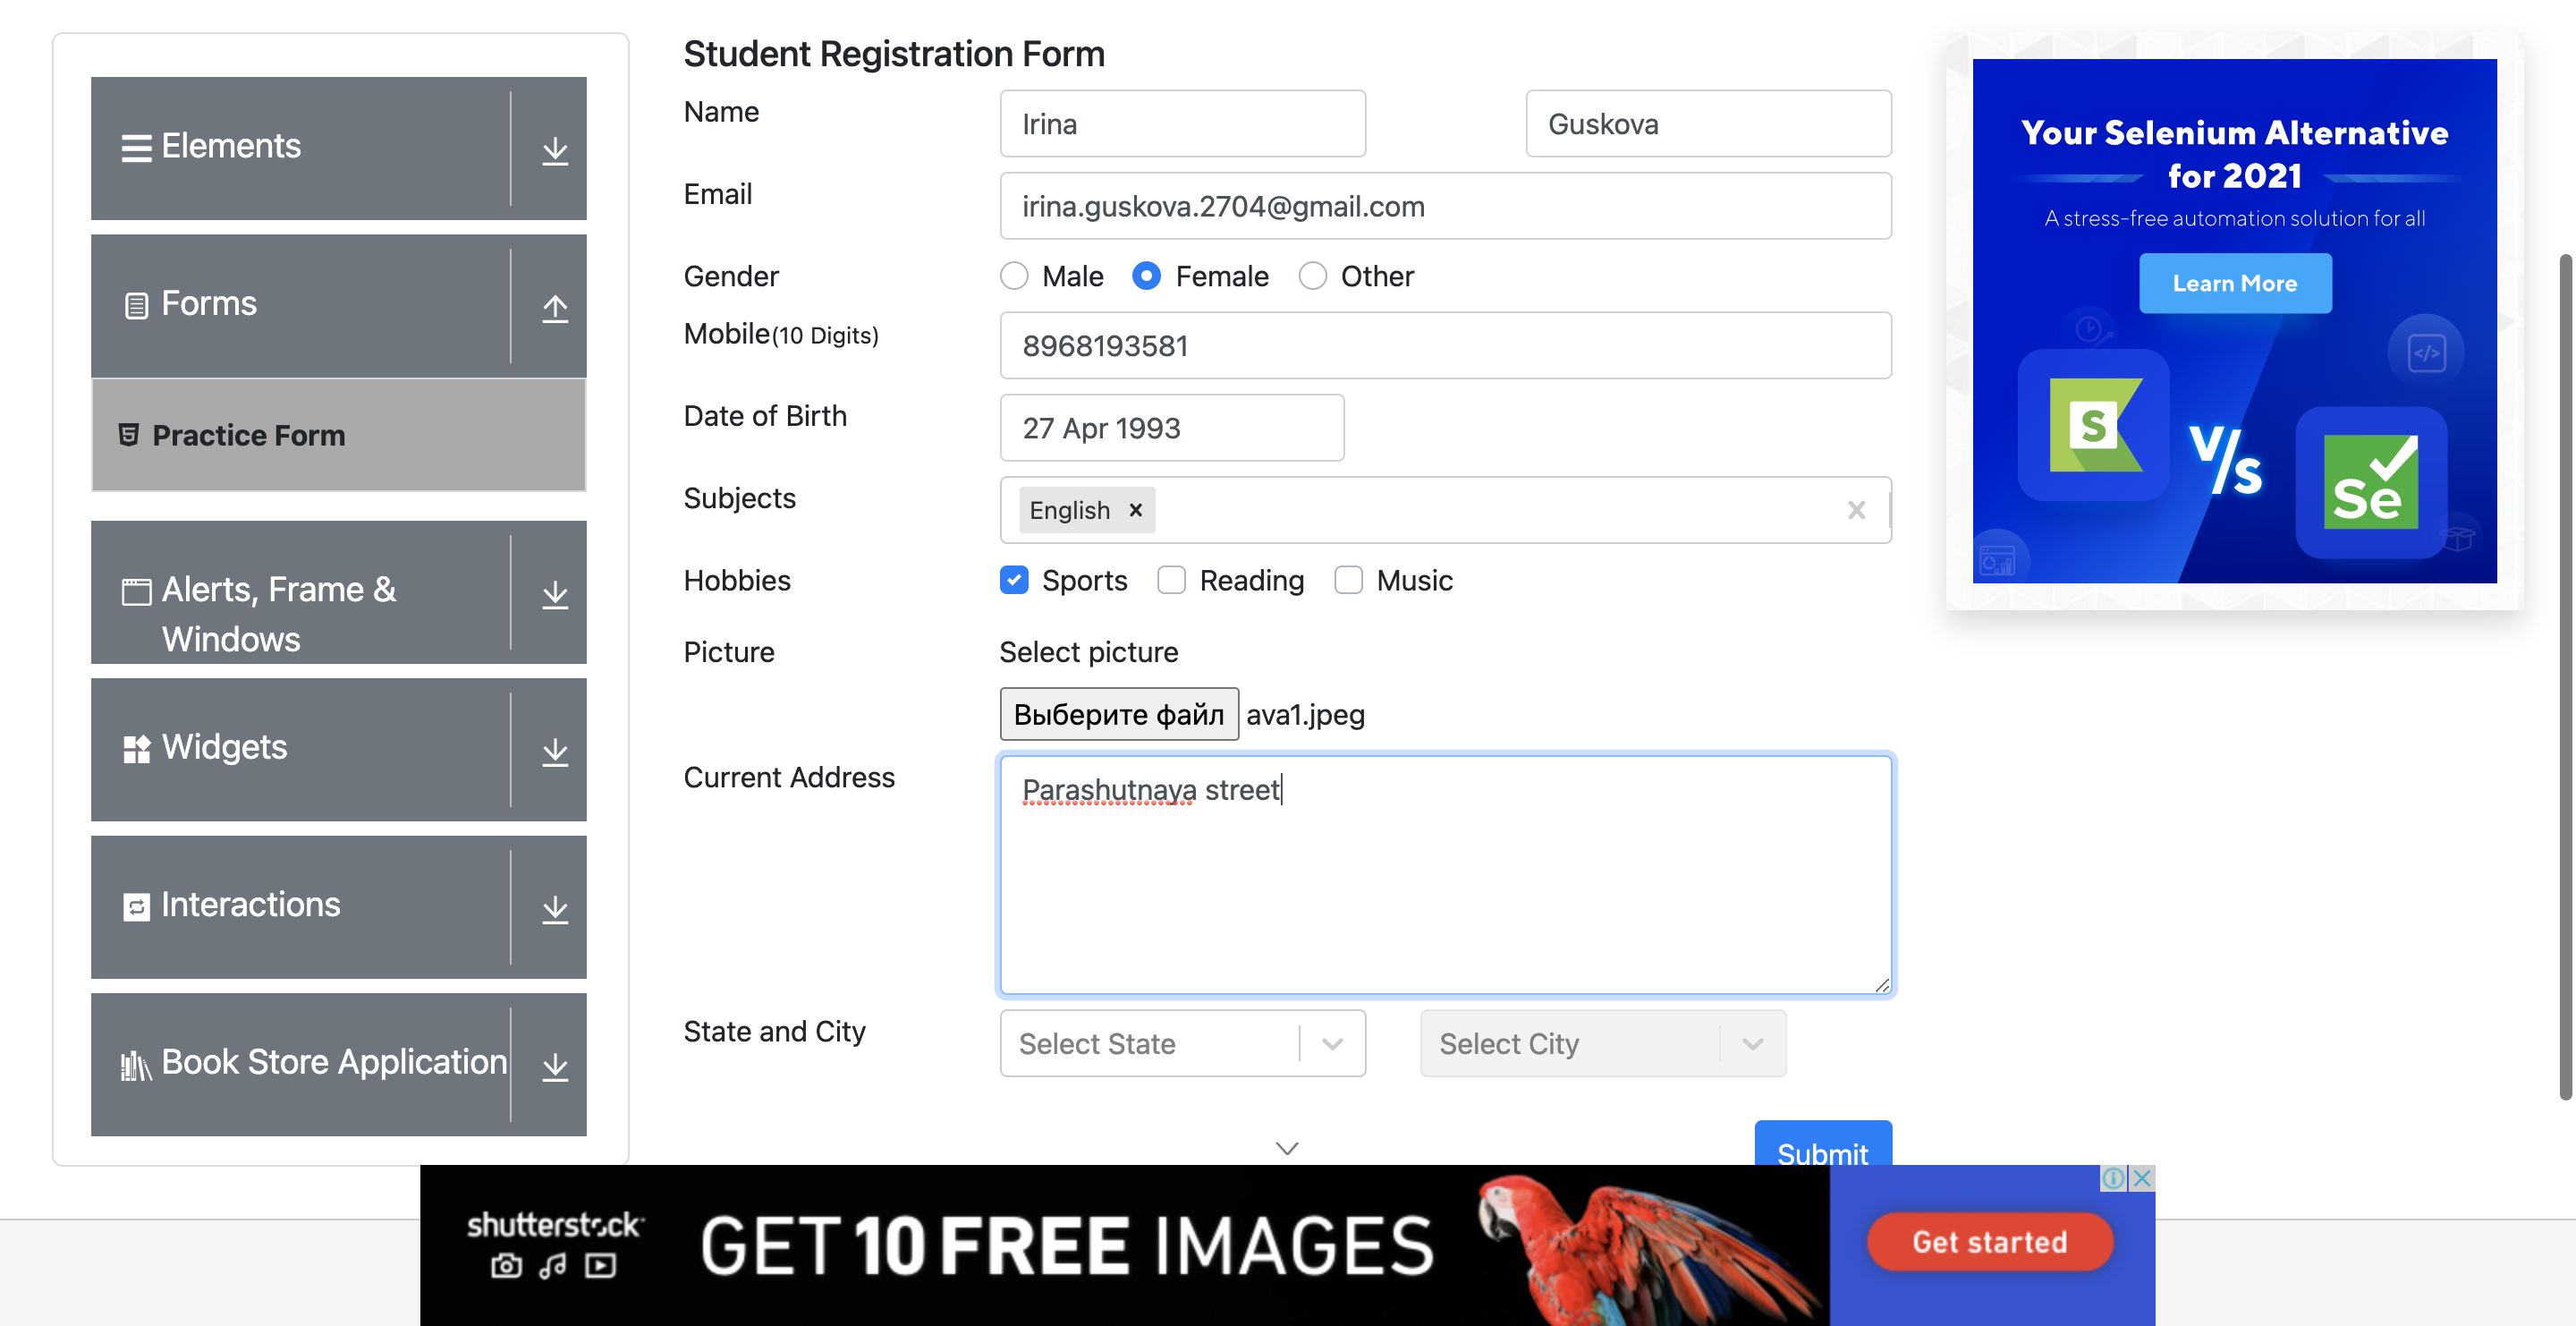 Elements
Forms
Practice Form
Alerts, Frame &
Windows
Widgets
Interactions
Book Store Application
Student Registration Form
Name
Irina
Guskova
Email
irina.guskova.2704@gmail.com
Gender
Male
Female
Other
Mobile(10 Digits)
8968193581
Date of Birth
27 Apr 1993
Subjects
English
Hobbies
Sports
Reading
Music
Picture
Select picture
Выберите файл ava1.jpeg
Current Address
Parashutnaya street
State and City
Select State
Select City
Submit
Your Selenium Alternative
for 2021
A stress-free automation solution for all
Learn More
S
V/s
Se
</>
shutterstock
GET 10 FREE IMAGES
Get started